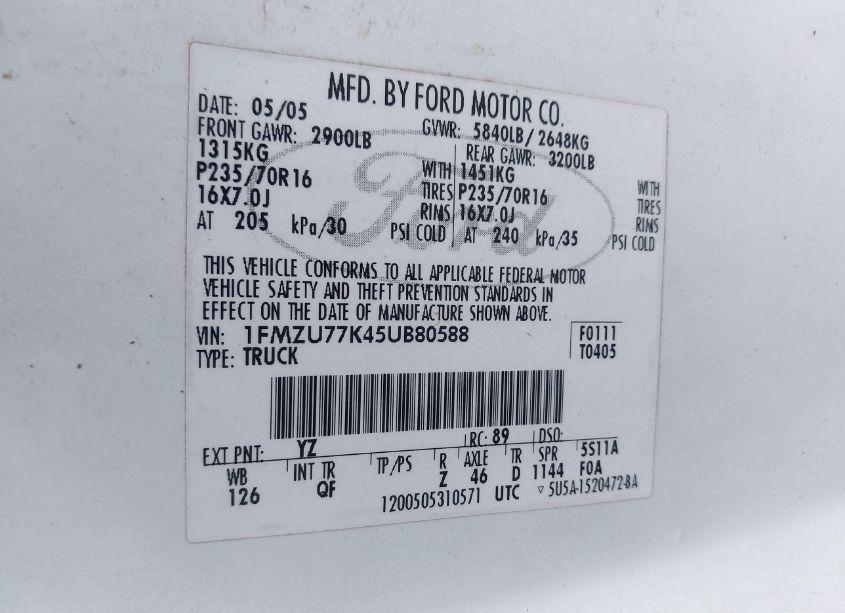 MFD. BY FORD MOTOR CO.
DATE: 05/05 GVWR: 5840LB / 2648KG
FRONT GAWR: 2900LB REAR GAWR: 3200LB
1315KG WITH 1451KG WITH
P235/70R16 TIRES P235/70R16 TIRES
16X7.0J RIMS 16X7.0J RIMS
AT 205 kPa/30 PSI COLD AT 240 kPa/35 PSI COLD
Ford
THIS VEHICLE CONFORMS TO ALL APPLICABLE FEDERAL MOTOR
VEHICLE SAFETY AND THEFT PREVENTION STANDARDS IN
EFFECT ON THE DATE OF MANUFACTURE SHOWN ABOVE.
VIN: 1FMZU77K45UB80588 F0111
TYPE: TRUCK T0405
EXT PNT: YZ RC: 89 DSO:
WB INT TR TP/PS R AXLE TR SPR 5S11A
126 QF Z 46 D 1144 F0A
1200505310571 UTC ▽ 5U5A-1520472-BA